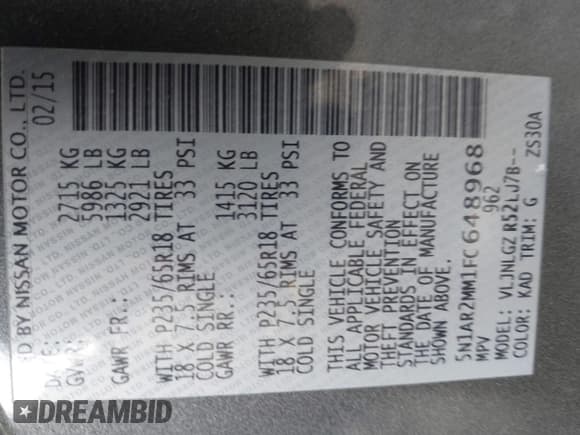 ED BY NISSAN MOTOR CO., LTD.
DATE: 02/15
GVWR: 2715 KG
5986 LB
GAWR FR.: 1325 KG
2921 LB
WITH P235/65R18 TIRES
18 X 7.5 RIMS AT 33 PSI
COLD SINGLE
GAWR RR.: 1415 KG
3120 LB
WITH P235/65R18 TIRES
18 X 7.5 RIMS AT 33 PSI
COLD SINGLE
THIS VEHICLE CONFORMS TO
ALL APPLICABLE FEDERAL
MOTOR VEHICLE SAFETY AND
THEFT PREVENTION
STANDARDS IN EFFECT ON
THE DATE OF MANUFACTURE
SHOWN ABOVE.
5N1AR2MM1FC648968
MPV 962
MODEL: VLJNLGZ R52LJ7B--
COLOR: KAD TRIM: G ZS30A
DREAMBID